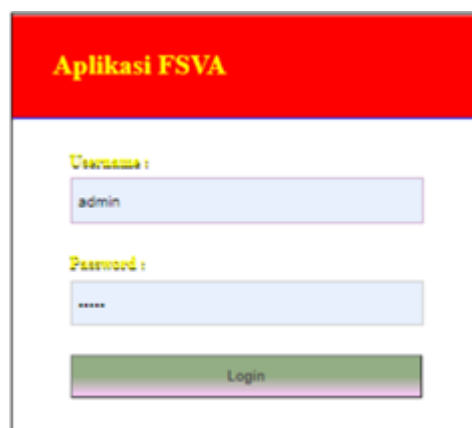 Aplikasi FSVA
Username :
admin
Password :
•••••
Login